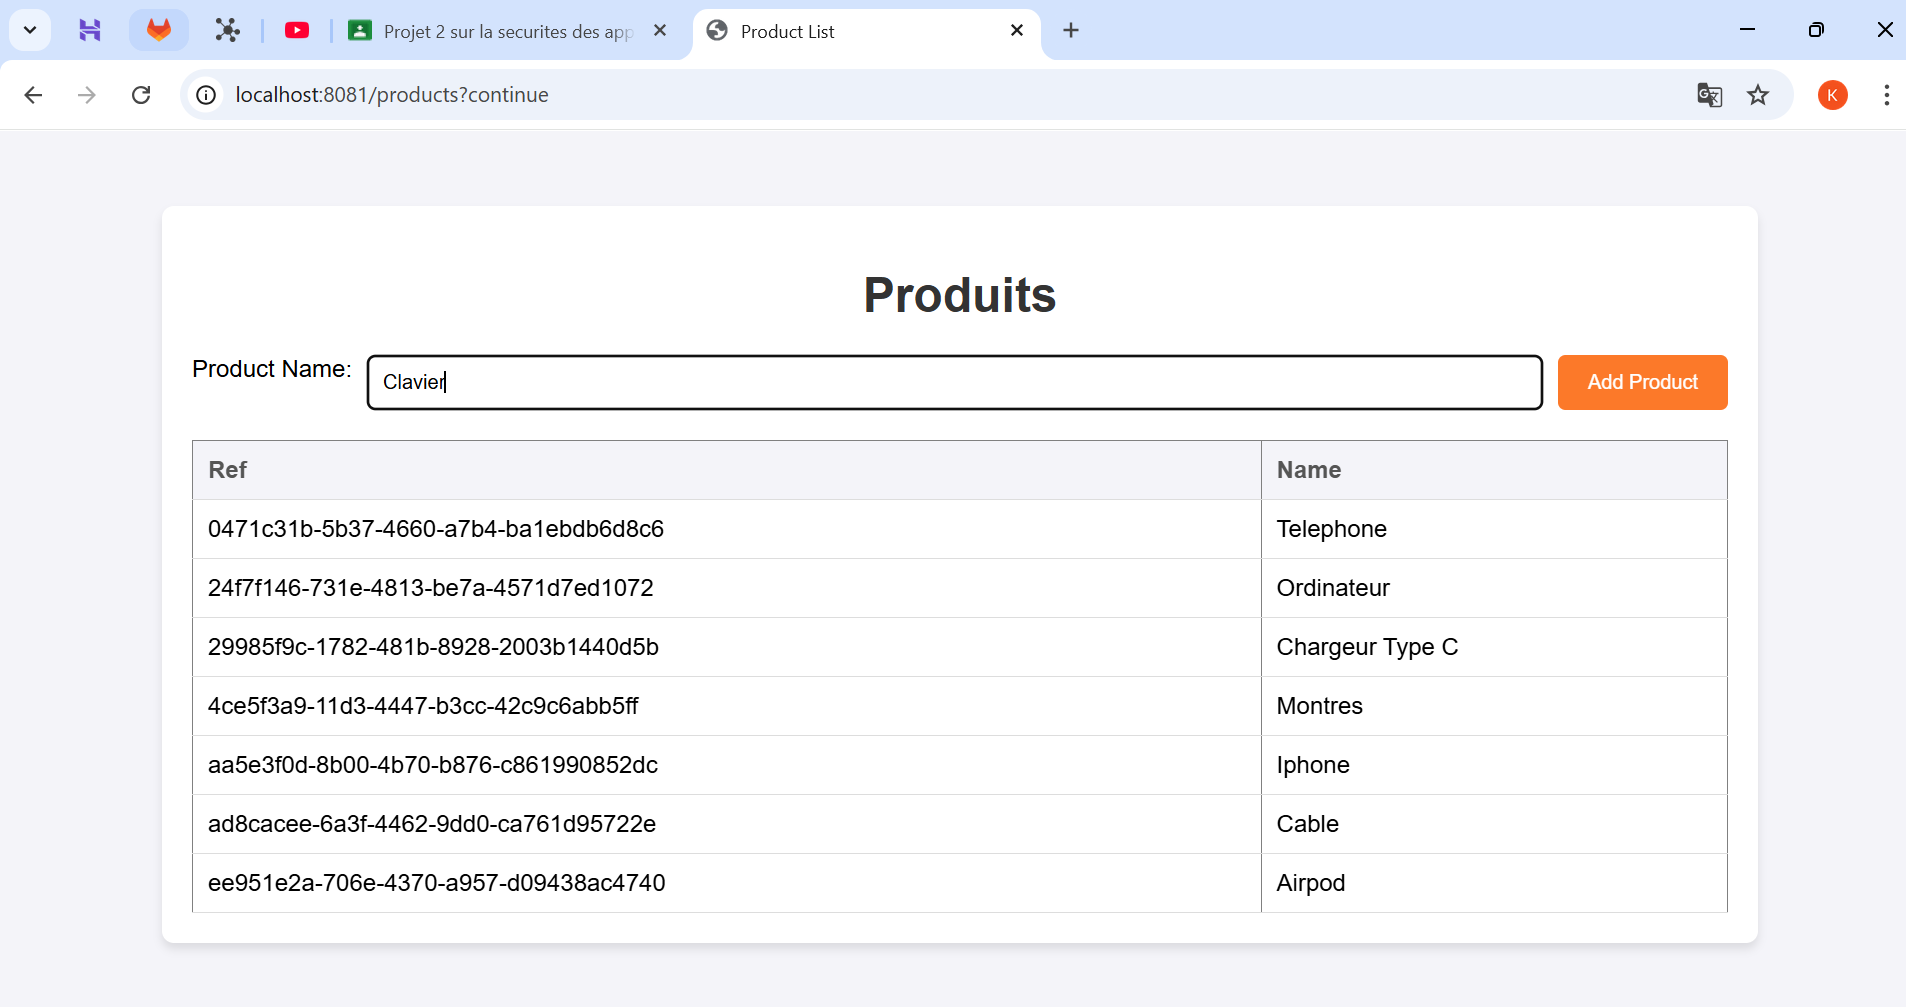 Projet 2 sur la securites des app
Product List
localhost:8081/products?continue
K
Produits
Product Name:
Clavier
Add Product
Ref Name
0471c31b-5b37-4660-a7b4-ba1ebdb6d8c6 Telephone
24f7f146-731e-4813-be7a-4571d7ed1072 Ordinateur
29985f9c-1782-481b-8928-2003b1440d5b Chargeur Type C
4ce5f3a9-11d3-4447-b3cc-42c9c6abb5ff Montres
aa5e3f0d-8b00-4b70-b876-c861990852dc Iphone
ad8cacee-6a3f-4462-9dd0-ca761d95722e Cable
ee951e2a-706e-4370-a957-d09438ac4740 Airpod